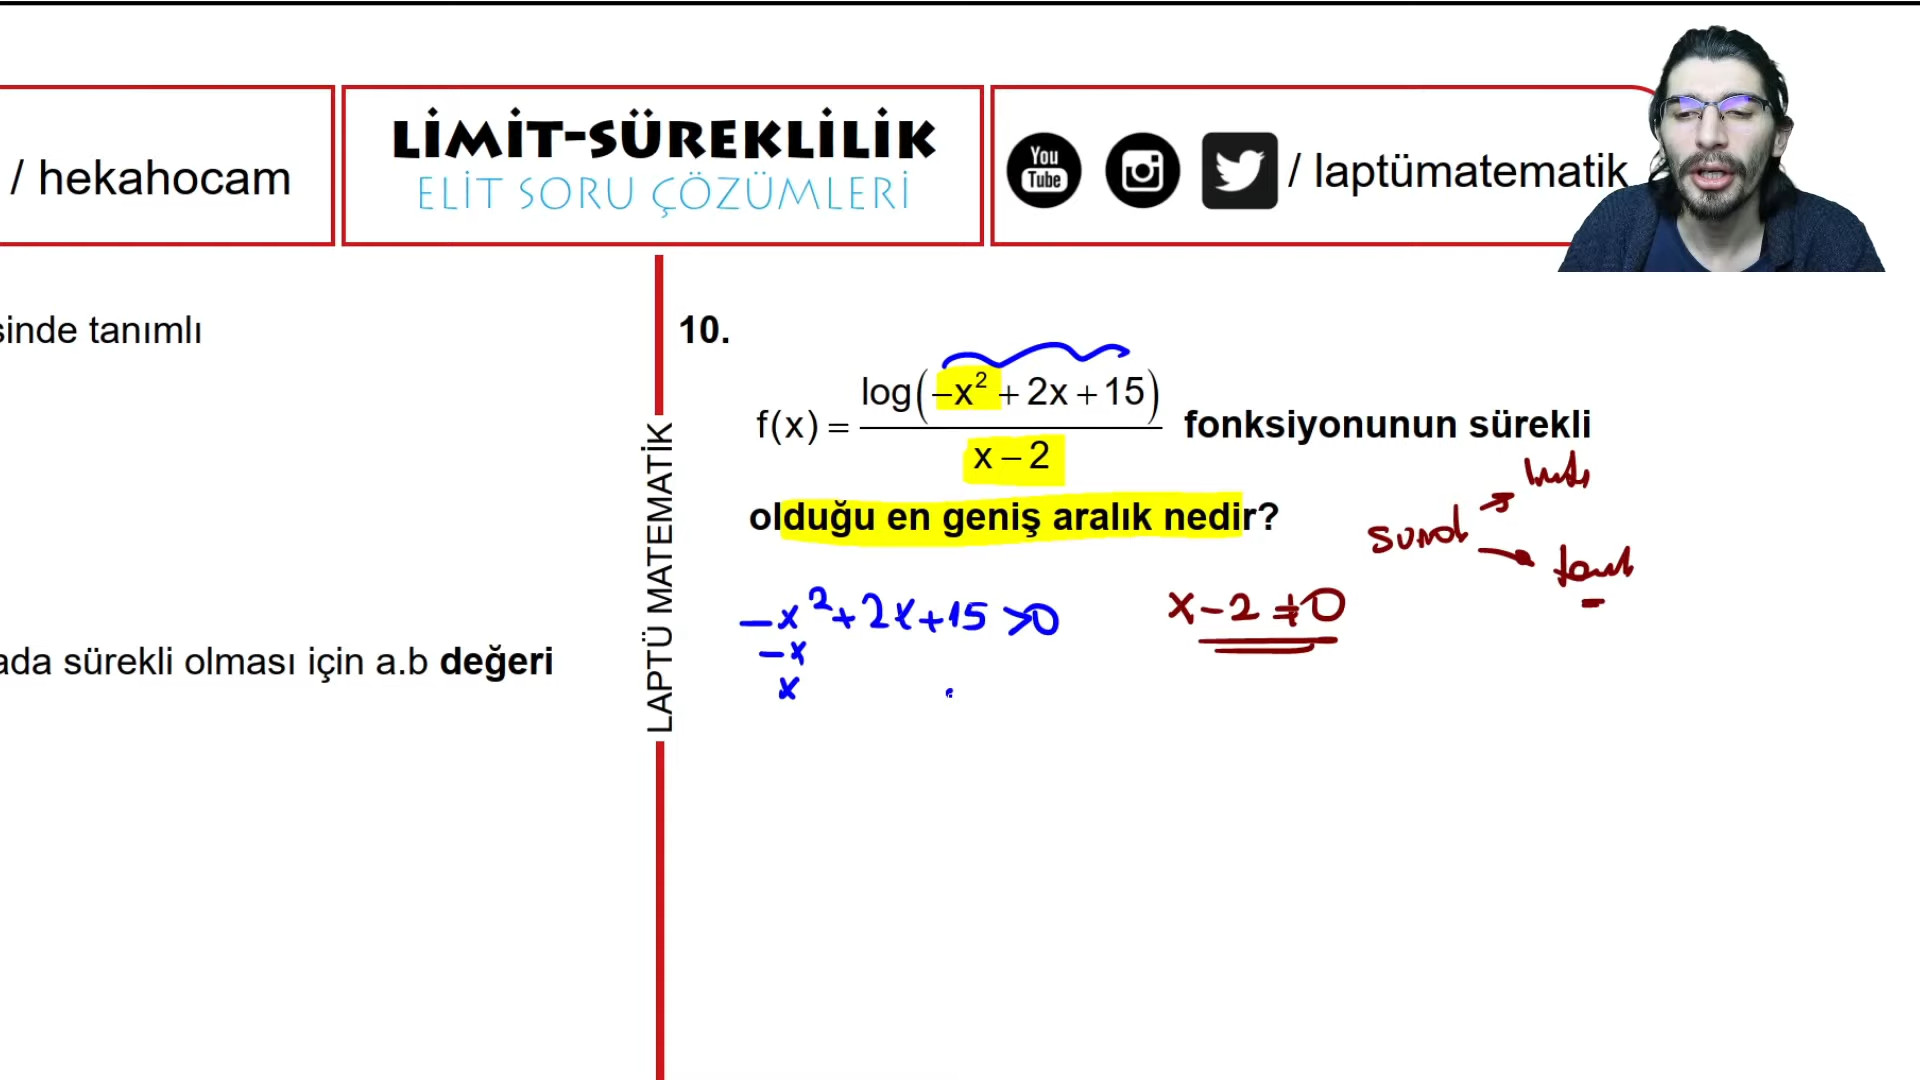 / hekahocam
LİMİT-SÜREKLİLİK
ELİT SORU ÇÖZÜMLERİ
You
Tube
/ laptümatematik
sinde tanımlı
ada sürekli olması için a.b değeri
LAPTÜ MATEMATİK
10.
f(x) = log(−x² + 2x + 15) / x − 2 fonksiyonunun sürekli
olduğu en geniş aralık nedir?
−x² + 2x + 15 > 0
−x
x
x − 2 ≠ 0